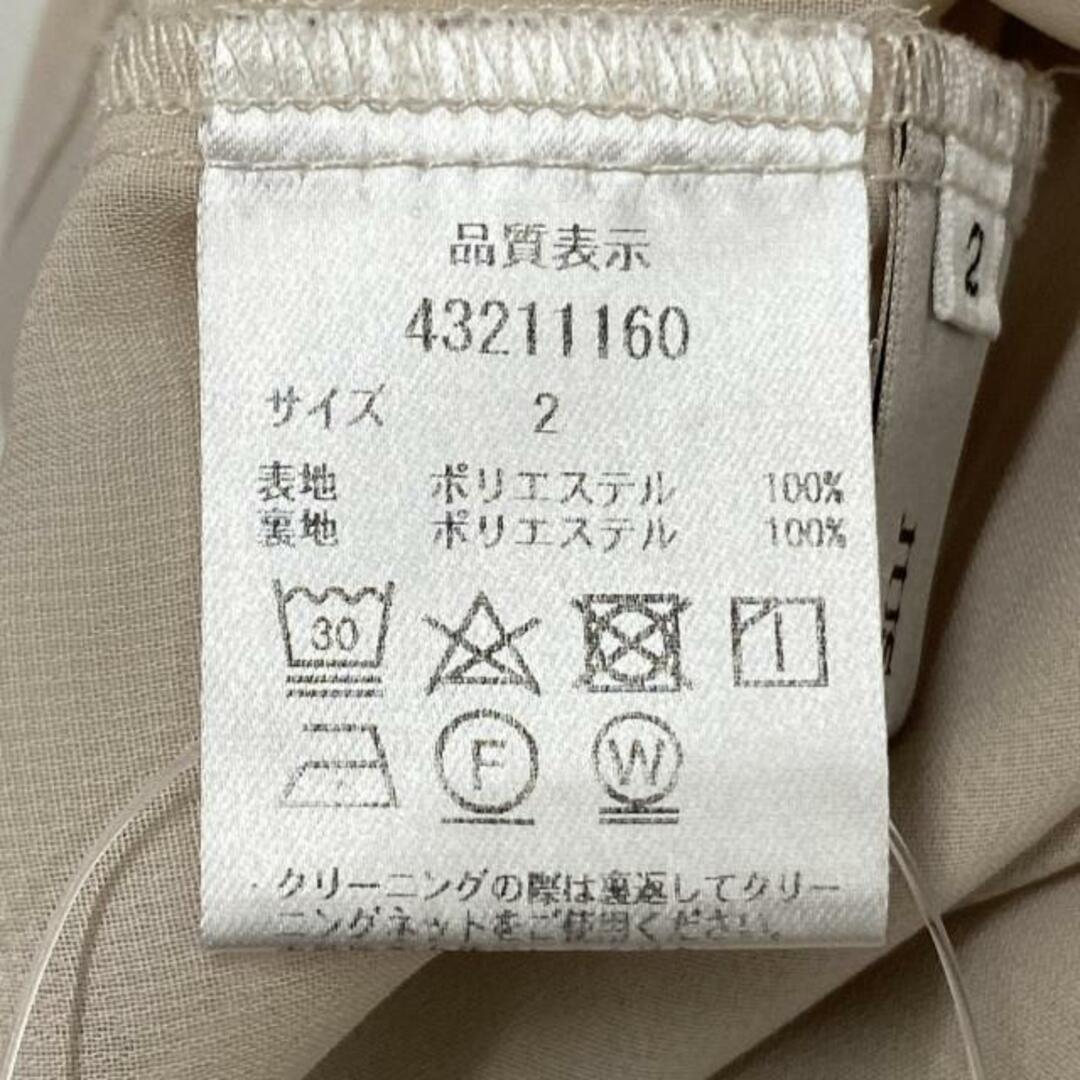 品質表示
43211160
サイズ 2
表地 ポリエステル 100%
裏地 ポリエステル 100%
30
F W
・クリーニングの際は裏返してクリー
ニングネットをご使用ください。
2